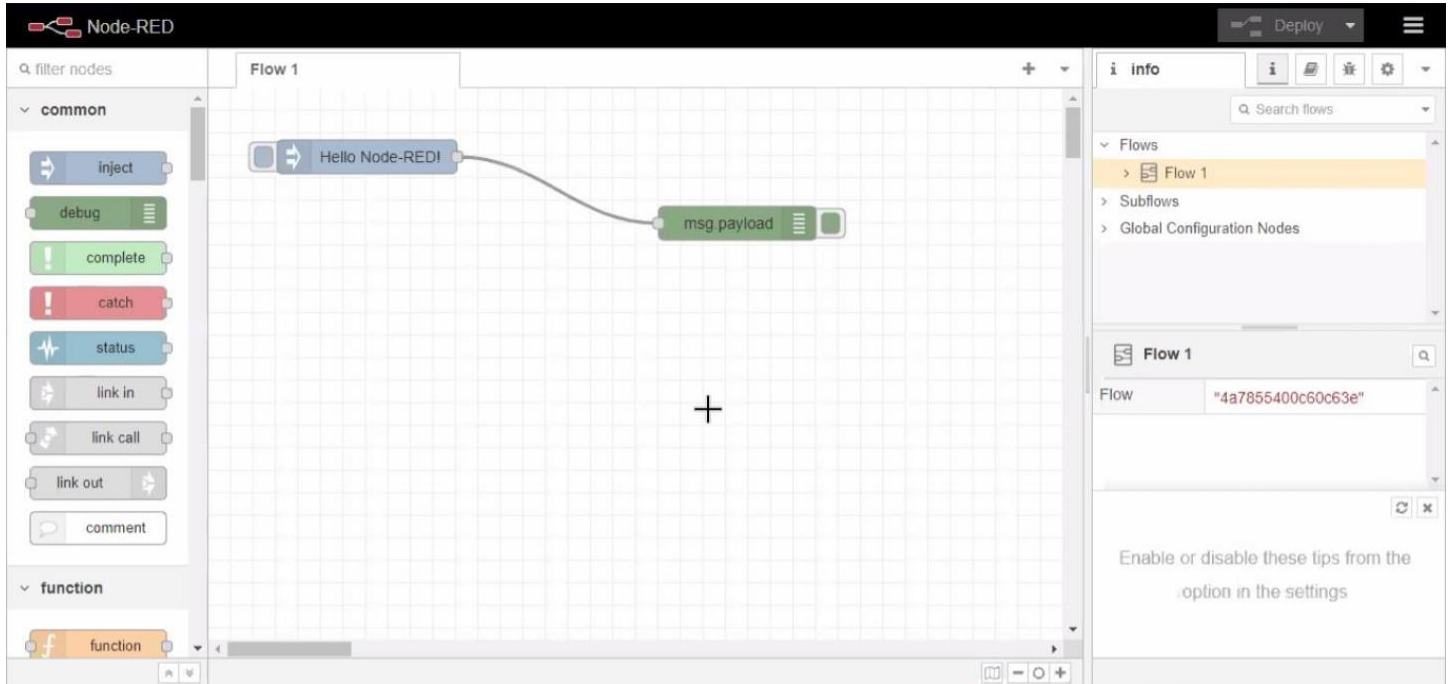 Node-RED
Deploy
filter nodes
common
inject
debug
complete
catch
status
link in
link call
link out
comment
function
function
Flow 1
Hello Node-RED!
msg.payload
i info
i
Search flows
Flows
Flow 1
Subflows
Global Configuration Nodes
Flow 1
Flow "4a7855400c60c63e"
Enable or disable these tips from the
.option in the settings